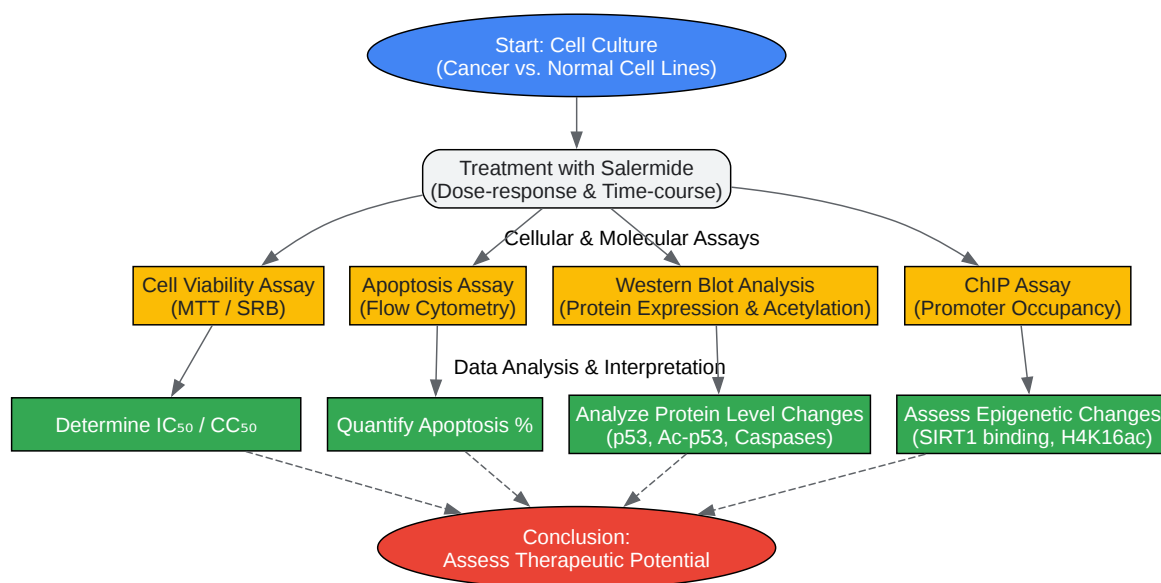 Start: Cell Culture
(Cancer vs. Normal Cell Lines)
Treatment with Salermide
(Dose-response & Time-course)
Cellular & Molecular Assays
Cell Viability Assay
(MTT / SRB)
Apoptosis Assay
(Flow Cytometry)
Western Blot Analysis
(Protein Expression & Acetylation)
ChIP Assay
(Promoter Occupancy)
Data Analysis & Interpretation
Determine IC₅₀ / CC₅₀
Quantify Apoptosis %
Analyze Protein Level Changes
(p53, Ac-p53, Caspases)
Assess Epigenetic Changes
(SIRT1 binding, H4K16ac)
Conclusion:
Assess Therapeutic Potential